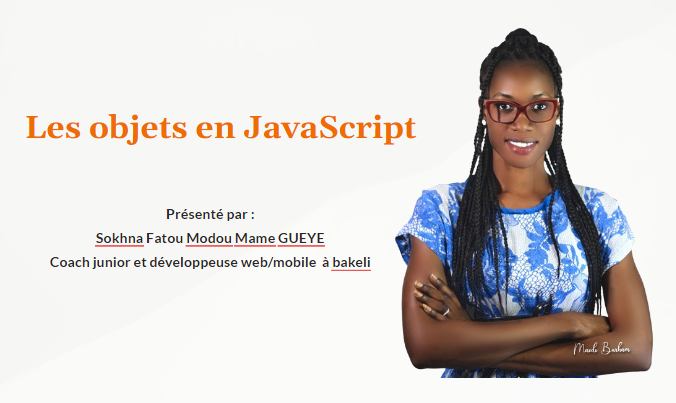 Les objets en JavaScript
Présenté par :
Sokhna Fatou Modou Mame GUEYE
Coach junior et développeuse web/mobile à bakeli